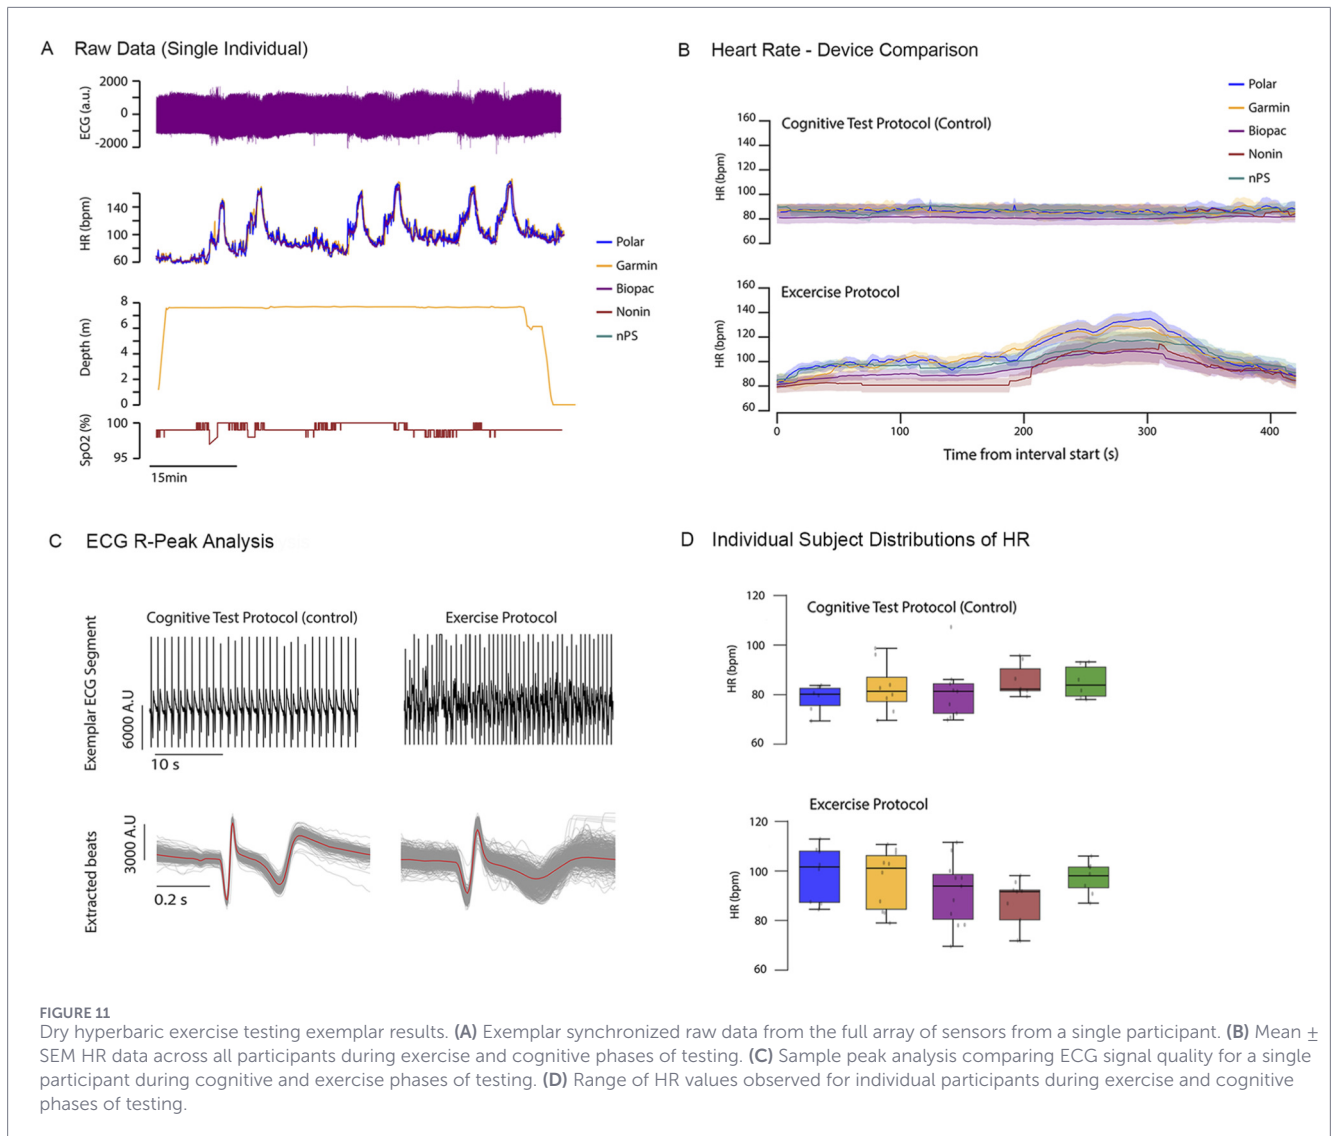 A Raw Data (Single Individual)
2000
0
-2000
ECG (a.u.)
140
100
60
HR (bpm)
8
6
4
2
0
Depth (m)
100
95
SpO2 (%)
15min
Polar
Garmin
Biopac
Nonin
nPS
B Heart Rate - Device Comparison
Polar
Garmin
Biopac
Nonin
nPS
Cognitive Test Protocol (Control)
160
140
120
100
80
60
HR (bpm)
Excercise Protocol
160
140
120
100
80
60
HR (bpm)
0 100 200 300 400
Time from interval start (s)
C ECG R-Peak Analysis
Cognitive Test Protocol (control)
Exercise Protocol
Exemplar ECG Segment
6000 A.U
10 s
Extracted beats
3000 A.U
0.2 s
D Individual Subject Distributions of HR
Cognitive Test Protocol (Control)
120
100
80
60
HR (bpm)
Excercise Protocol
120
100
80
60
HR (bpm)
FIGURE 11
Dry hyperbaric exercise testing exemplar results. (A) Exemplar synchronized raw data from the full array of sensors from a single participant. (B) Mean ±
SEM HR data across all participants during exercise and cognitive phases of testing. (C) Sample peak analysis comparing ECG signal quality for a single
participant during cognitive and exercise phases of testing. (D) Range of HR values observed for individual participants during exercise and cognitive
phases of testing.